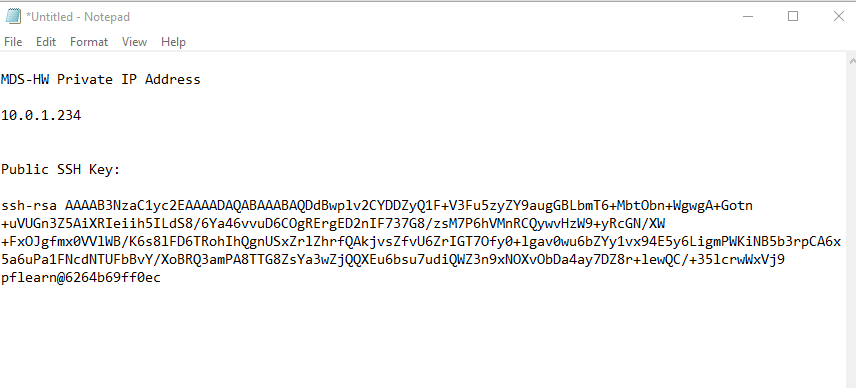 *Untitled - Notepad
File Edit Format View Help
MDS-HW Private IP Address
10.0.1.234
Public SSH Key:
ssh-rsa AAAAB3NzaC1yc2EAAAADAQABAAABAQDdBwplv2CYDDZyQ1F+V3Fu5zyZY9augGBLbmT6+MbtObn+WgwgA+Gotn
+uVUGn3Z5AiXRIeiih5ILdS8/6Ya46vvuD6COgRErgED2nIF737G8/zsM7P6hVMnRCQywvHzW9+yRcGN/XW
+FxOJgfmx0VVlWB/K6s8lFD6TRohIhQgnUSxZrlZhrfQAkjvsZfvU6ZrIGT7Ofy0+lgav0wu6bZYy1vx94E5y6LigmPWKiNB5b3rpCA6x
5a6uPa1FNcdNTUFbBvY/XoBRQ3amPA8TTG8ZsYa3wZjQQXEu6bsu7udiQWZ3n9xNOXvObDa4ay7DZ8r+lewQC/+35lcrwWxVj9
pflearn@6264b69ff0ec